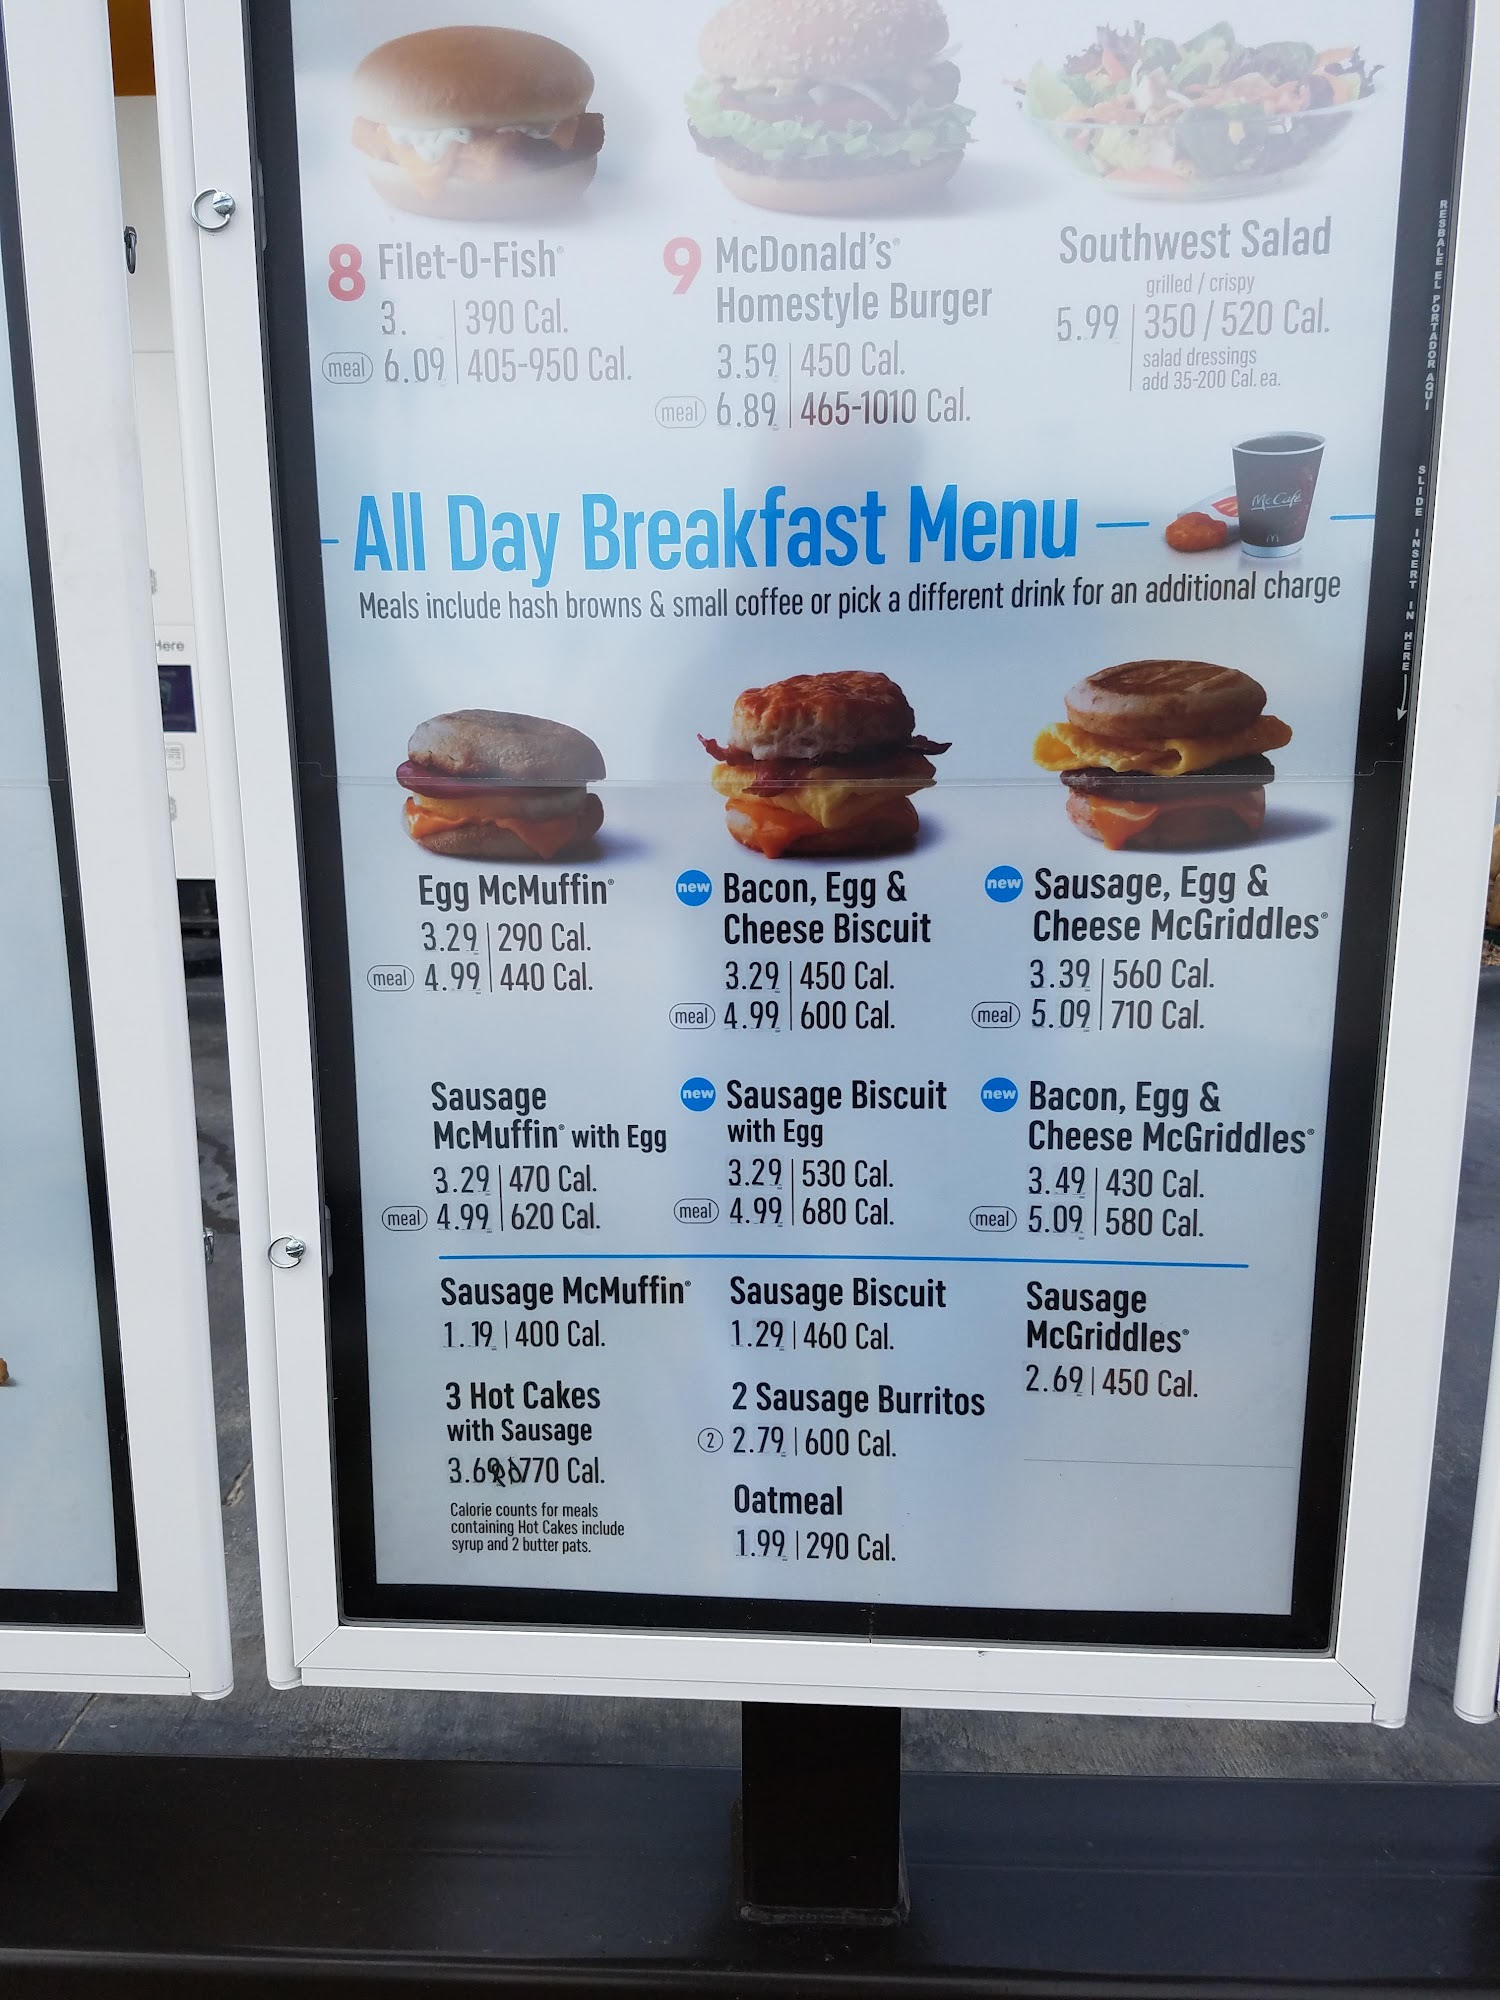 8 Filet-O-Fish®
3. | 390 Cal.
meal 6.09 | 405-950 Cal.
9 McDonald's®
Homestyle Burger
3.59 | 450 Cal.
meal 6.89 | 465-1010 Cal.
Southwest Salad
grilled / crispy
5.99 | 350 / 520 Cal.
salad dressings
add 35-200 Cal. ea.
RESBALE EL PORTADOR AQUI
SLIDE INSERT IN HERE
All Day Breakfast Menu
McCafé
Meals include hash browns & small coffee or pick a different drink for an additional charge
Here
Egg McMuffin®
3.29 | 290 Cal.
meal 4.99 | 440 Cal.
new Bacon, Egg &
Cheese Biscuit
3.29 | 450 Cal.
meal 4.99 | 600 Cal.
new Sausage, Egg &
Cheese McGriddles®
3.39 | 560 Cal.
meal 5.09 | 710 Cal.
Sausage
McMuffin® with Egg
3.29 | 470 Cal.
meal 4.99 | 620 Cal.
new Sausage Biscuit
with Egg
3.29 | 530 Cal.
meal 4.99 | 680 Cal.
new Bacon, Egg &
Cheese McGriddles®
3.49 | 430 Cal.
meal 5.09 | 580 Cal.
Sausage McMuffin®
1.19 | 400 Cal.
Sausage Biscuit
1.29 | 460 Cal.
Sausage
McGriddles®
2.69 | 450 Cal.
3 Hot Cakes
with Sausage
770 Cal.
Calorie counts for meals
containing Hot Cakes include
syrup and 2 butter pats.
2 Sausage Burritos
2 2.79 | 600 Cal.
Oatmeal
1.99 | 290 Cal.